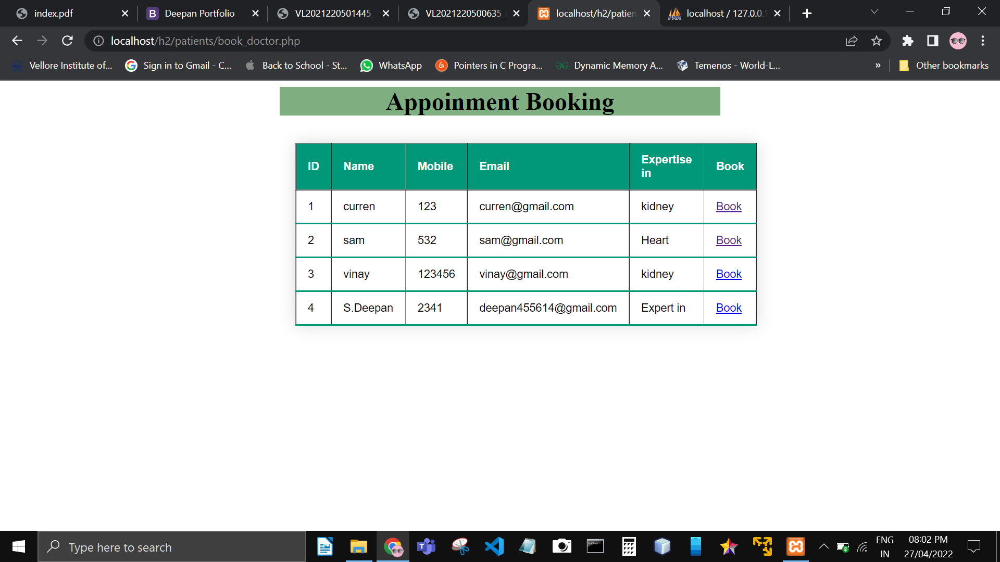 index.pdf
Deepan Portfolio
VL2021220501445_
VL2021220500635_
localhost/h2/patien
localhost / 127.0.0.1
localhost/h2/patients/book_doctor.php
Vellore Institute of...
Sign in to Gmail - C...
Back to School - St...
WhatsApp
Pointers in C Progra...
Dynamic Memory A...
Temenos - World-L...
»
Other bookmarks
Appoinment Booking
ID Name Mobile Email Expertise in Book
1 curren 123 curren@gmail.com kidney Book
2 sam 532 sam@gmail.com Heart Book
3 vinay 123456 vinay@gmail.com kidney Book
4 S.Deepan 2341 deepan455614@gmail.com Expert in Book
Type here to search
ENG
IN
08:02 PM
27/04/2022